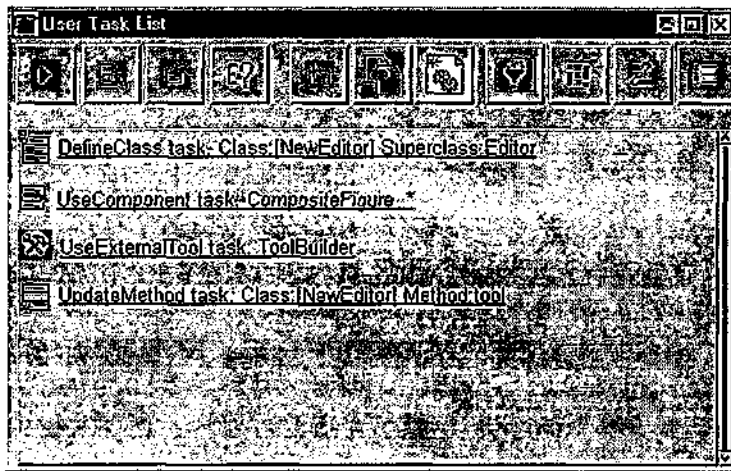 User Task List
DefineClass task: Class:[NewEditor] Superclass:Editor
UseComponent task: CompositeFigure *
UseExternalTool task: ToolBuilder
UpdateMethod task: Class:[NewEditor] Method:tool